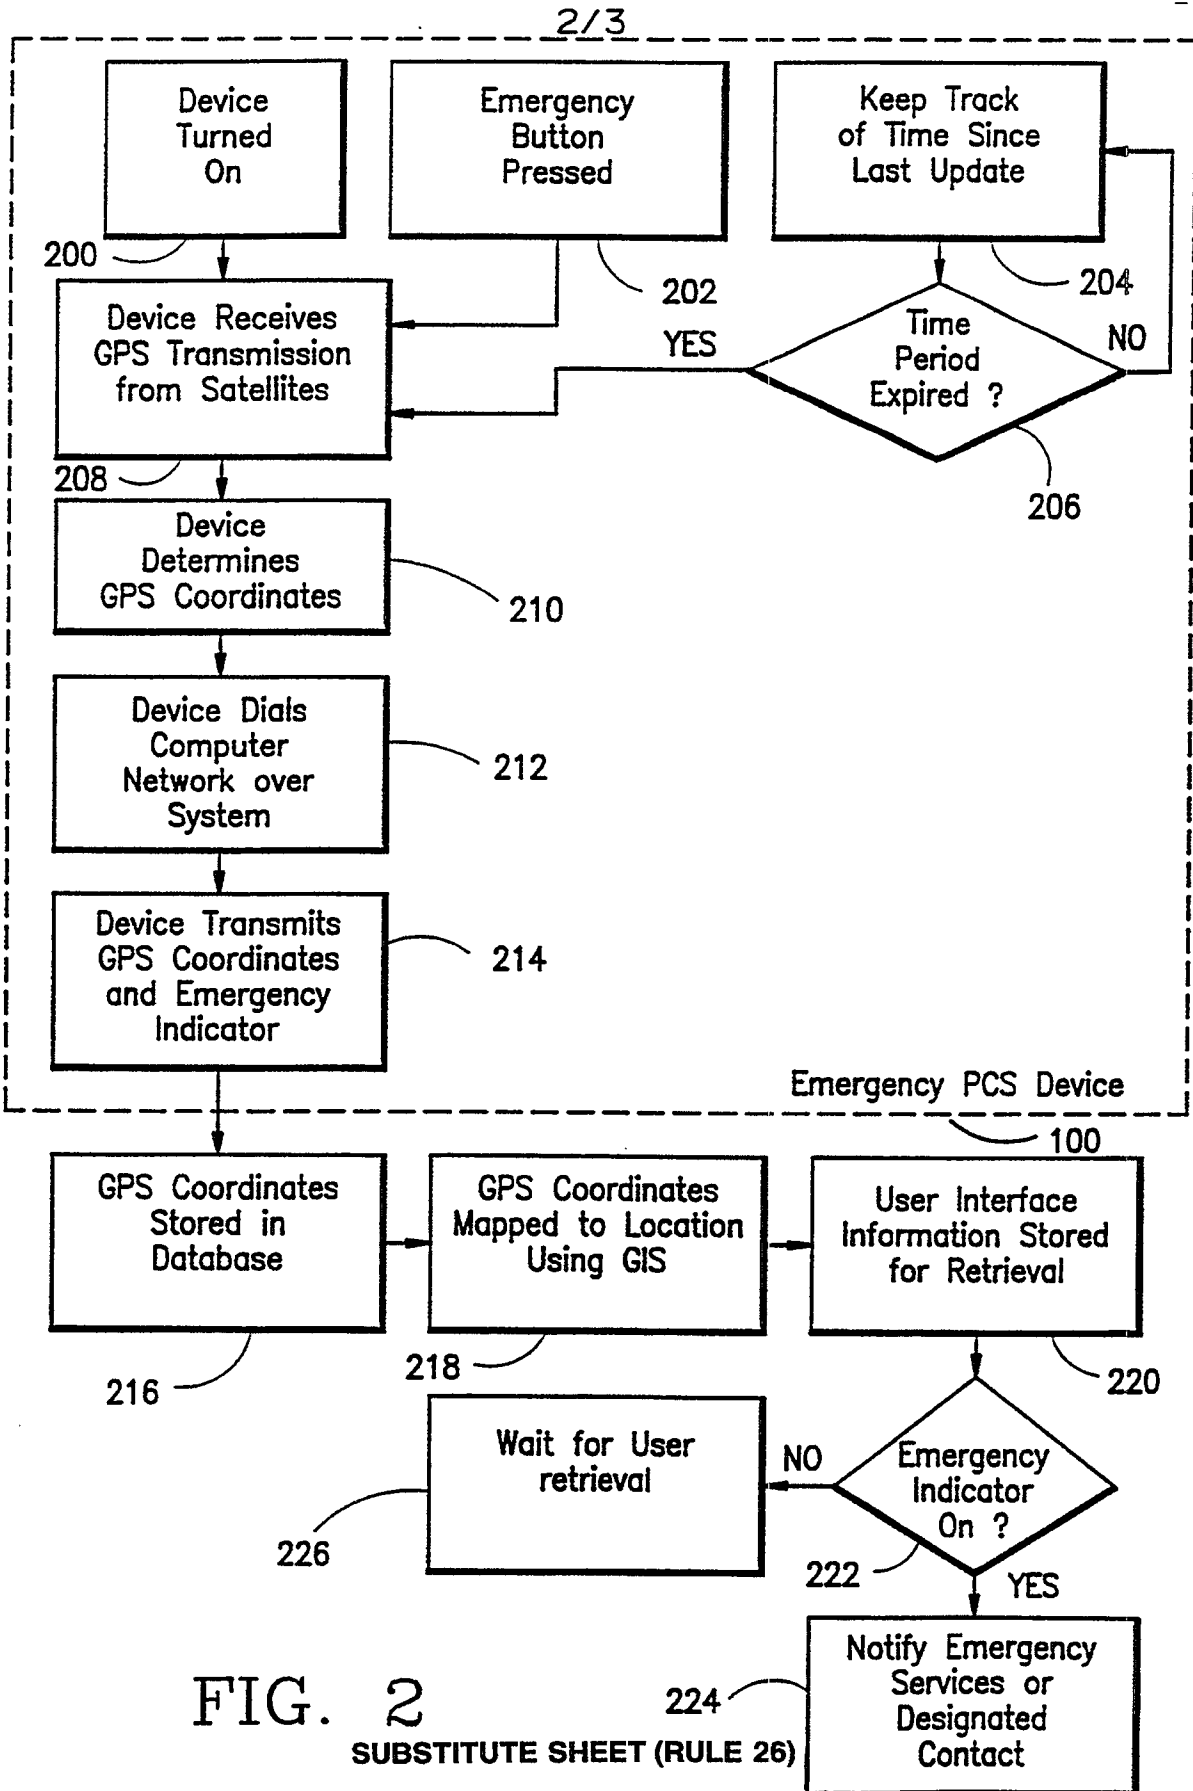 2/3
Device
Turned
On
200
Emergency
Button
Pressed
202
Keep Track
of Time Since
Last Update
204
Device Receives
GPS Transmission
from Satellites
208
YES
Time
Period
Expired ?
NO
206
Device
Determines
GPS Coordinates
210
Device Dials
Computer
Network over
System
212
Device Transmits
GPS Coordinates
and Emergency
Indicator
214
Emergency PCS Device
100
GPS Coordinates
Stored in
Database
216
GPS Coordinates
Mapped to Location
Using GIS
218
User Interface
Information Stored
for Retrieval
220
Wait for User
retrieval
226
NO
Emergency
Indicator
On ?
222
YES
Notify Emergency
Services or
Designated
Contact
224
FIG. 2
SUBSTITUTE SHEET (RULE 26)